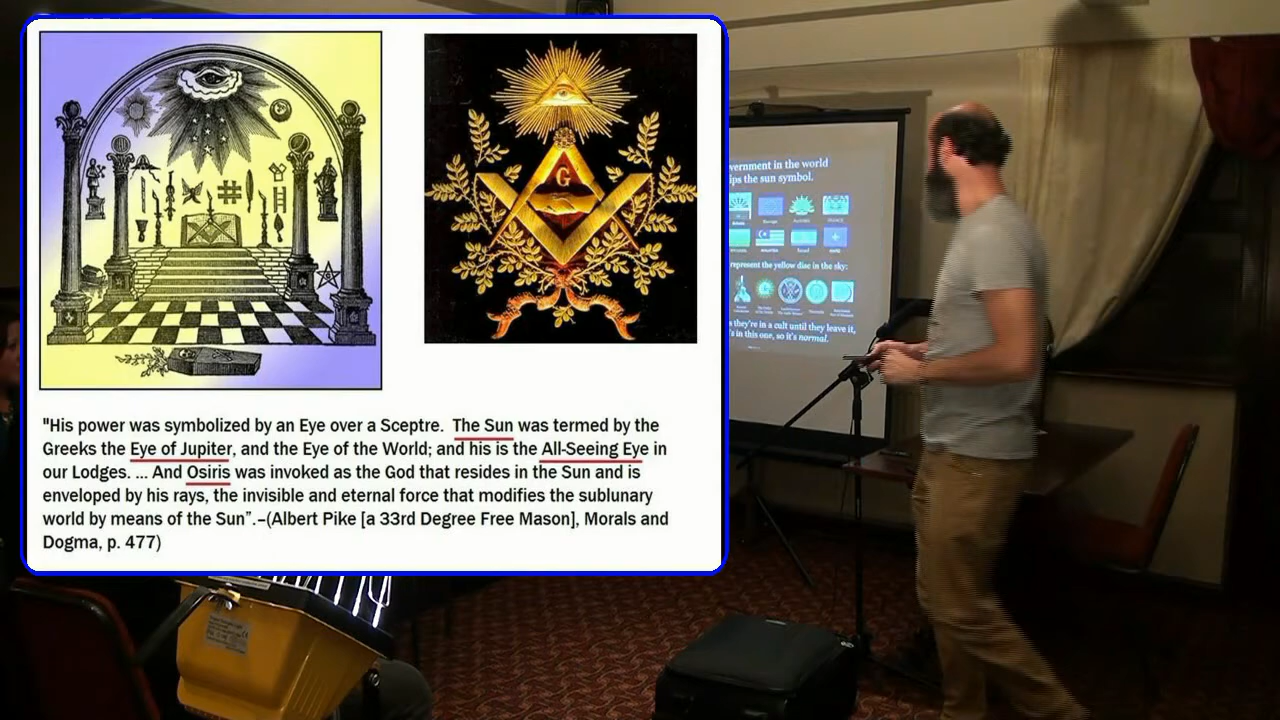 G
"His power was symbolized by an Eye over a Sceptre.  The Sun was termed by the
Greeks the Eye of Jupiter, and the Eye of the World; and his is the All-Seeing Eye in
our Lodges. ... And Osiris was invoked as the God that resides in the Sun and is
enveloped by his rays, the invisible and eternal force that modifies the sublunary
world by means of the Sun".–(Albert Pike [a 33rd Degree Free Mason], Morals and
Dogma, p. 477)
vernment in the world
ips the sun symbol.
represent the yellow disc in the sky:
they're in a cult until they leave it,
's in this one, so it's normal.